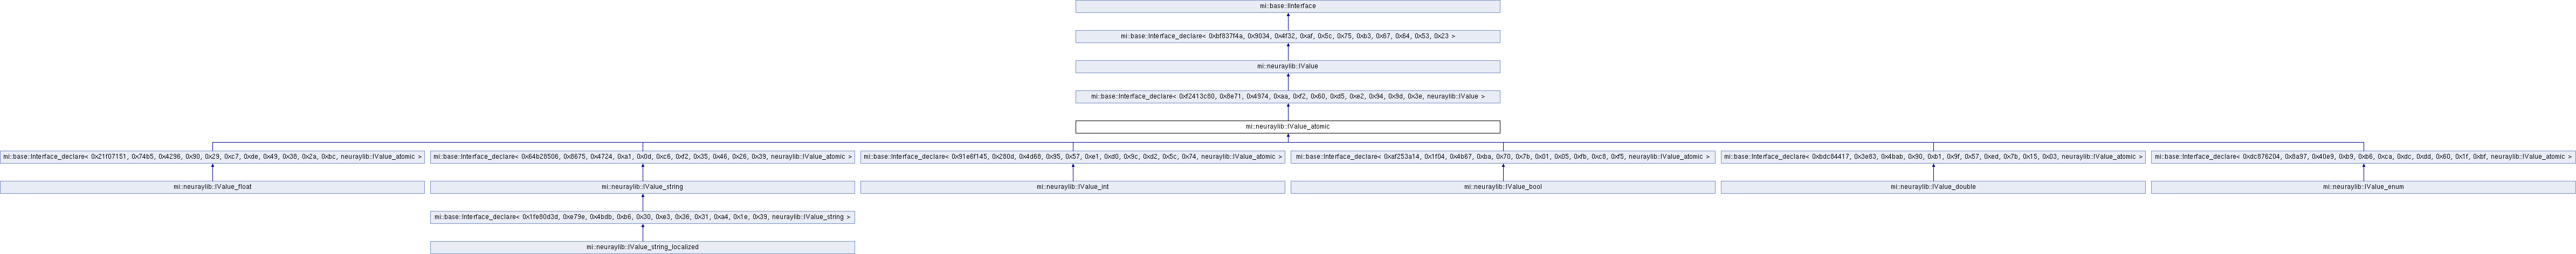 mi::base::IInterface
mi::base::Interface_declare< 0xbf837f4a, 0x9034, 0x4f32, 0xaf, 0x5c, 0x75, 0xb3, 0x67, 0x64, 0x53, 0x23 >
mi::neuraylib::IValue
mi::base::Interface_declare< 0xf2413c80, 0x8e71, 0x4974, 0xaa, 0xf2, 0x60, 0xd5, 0xe2, 0x94, 0x9d, 0x3e, neuraylib::IValue >
mi::neuraylib::IValue_atomic
mi::base::Interface_declare< 0x21f07151, 0x74b5, 0x4296, 0x90, 0x29, 0xc7, 0xde, 0x49, 0x38, 0x2a, 0xbc, neuraylib::IValue_atomic >
mi::base::Interface_declare< 0x64b28506, 0x8675, 0x4724, 0xa1, 0x0d, 0xc6, 0xf2, 0x35, 0x46, 0x26, 0x39, neuraylib::IValue_atomic >
mi::base::Interface_declare< 0x91e6f145, 0x280d, 0x4d68, 0x95, 0x57, 0xe1, 0xd0, 0x9c, 0xd2, 0x5c, 0x74, neuraylib::IValue_atomic >
mi::base::Interface_declare< 0xaf253a14, 0x1f04, 0x4b67, 0xba, 0x70, 0x7b, 0x01, 0x05, 0xfb, 0xc8, 0xf5, neuraylib::IValue_atomic >
mi::base::Interface_declare< 0xbdc84417, 0x3e83, 0x4bab, 0x90, 0xb1, 0x9f, 0x57, 0xed, 0x7b, 0x15, 0x03, neuraylib::IValue_atomic >
mi::base::Interface_declare< 0xdc876204, 0x8a97, 0x40e9, 0xb9, 0xb6, 0xca, 0xdc, 0xdd, 0x60, 0x1f, 0xbf, neuraylib::IValue_atomic >
mi::neuraylib::IValue_float
mi::neuraylib::IValue_string
mi::neuraylib::IValue_int
mi::neuraylib::IValue_bool
mi::neuraylib::IValue_double
mi::neuraylib::IValue_enum
mi::base::Interface_declare< 0x1fe80d3d, 0xe79e, 0x4bdb, 0xb6, 0x30, 0xe3, 0x36, 0x31, 0xa4, 0x1e, 0x39, neuraylib::IValue_string >
mi::neuraylib::IValue_string_localized